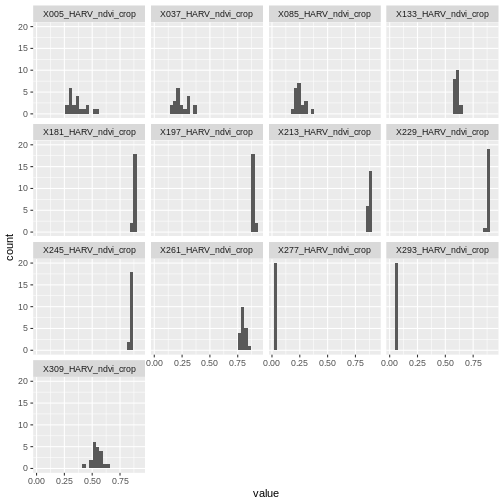 X005_HARV_ndvi_crop X037_HARV_ndvi_crop X085_HARV_ndvi_crop X133_HARV_ndvi_crop
20
15
10
5
0
X181_HARV_ndvi_crop X197_HARV_ndvi_crop X213_HARV_ndvi_crop X229_HARV_ndvi_crop
20
15
10
5
0
count
X245_HARV_ndvi_crop X261_HARV_ndvi_crop X277_HARV_ndvi_crop X293_HARV_ndvi_crop
20
15
10
5
0
0.00 0.25 0.50 0.75 0.00 0.25 0.50 0.75 0.00 0.25 0.50 0.75
X309_HARV_ndvi_crop
20
15
10
5
0
0.00 0.25 0.50 0.75
value